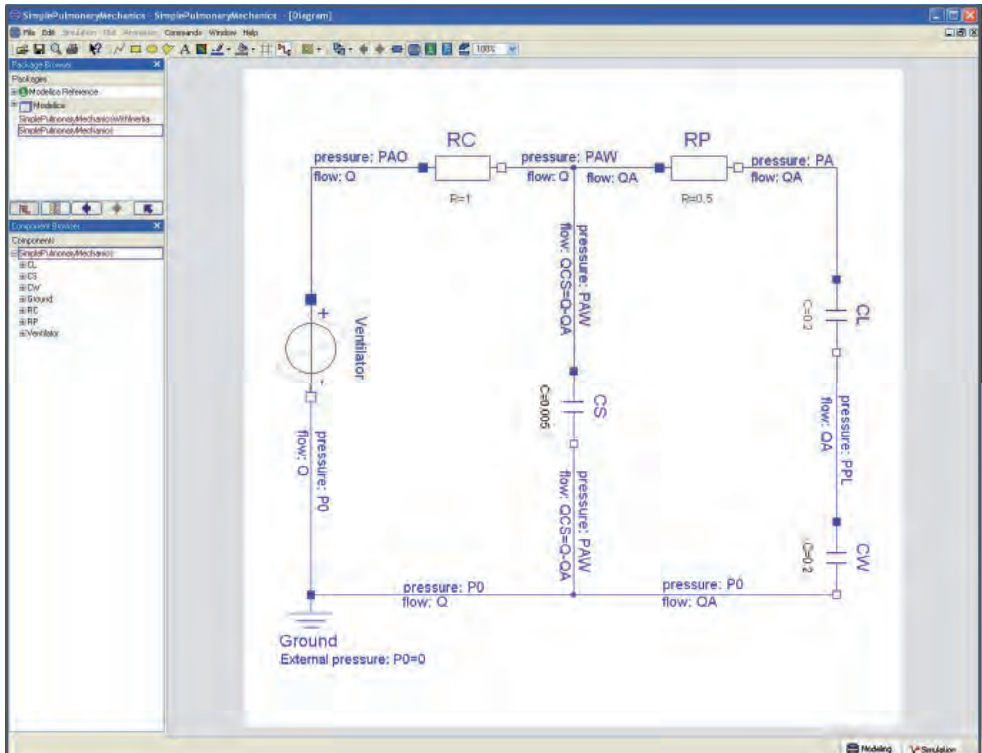 SimplePulmonaryMechanics - SimplePulmonaryMechanics - [Diagram]
File Edit Simulation Plot Animation Commands Window Help
100%
Package Browser
Packages
Modelica Reference
Modelica
SimplePulmonaryMechanicsWithInertia
SimplePulmonaryMechanics
Component Browser
Components
SimplePulmonaryMechanics
CL
CS
CW
Ground
RC
RP
Ventilator
RC
RP
pressure: PAO
flow: Q
R=1
pressure: PAW
flow: Q
flow: QA
R=0.5
pressure: PA
flow: QA
pressure: PAW
flow: QCS=Q-QA
CL
C=0.2
+
-
Ventilator
CS
C=0.005
pressure: PPL
flow: QA
pressure: P0
flow: Q
pressure: PAW
flow: QCS=Q-QA
CW
C=0.2
pressure: P0
flow: Q
pressure: P0
flow: QA
Ground
External pressure: P0=0
Modeling
Simulation